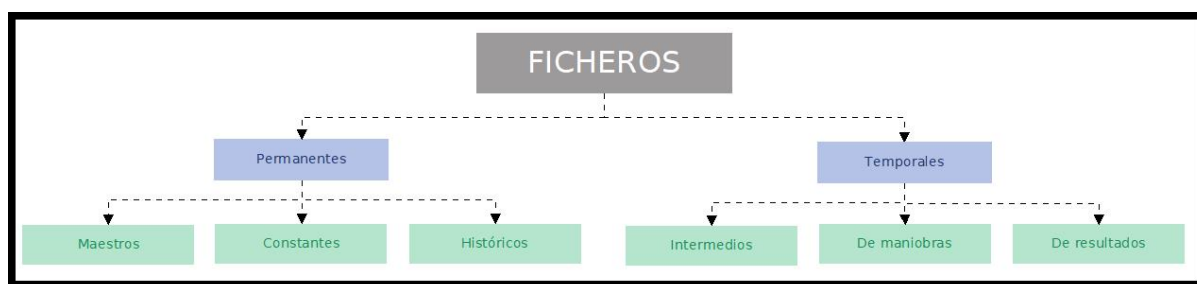 FICHEROS
Permanentes
Temporales
Maestros
Constantes
Históricos
Intermedios
De maniobras
De resultados